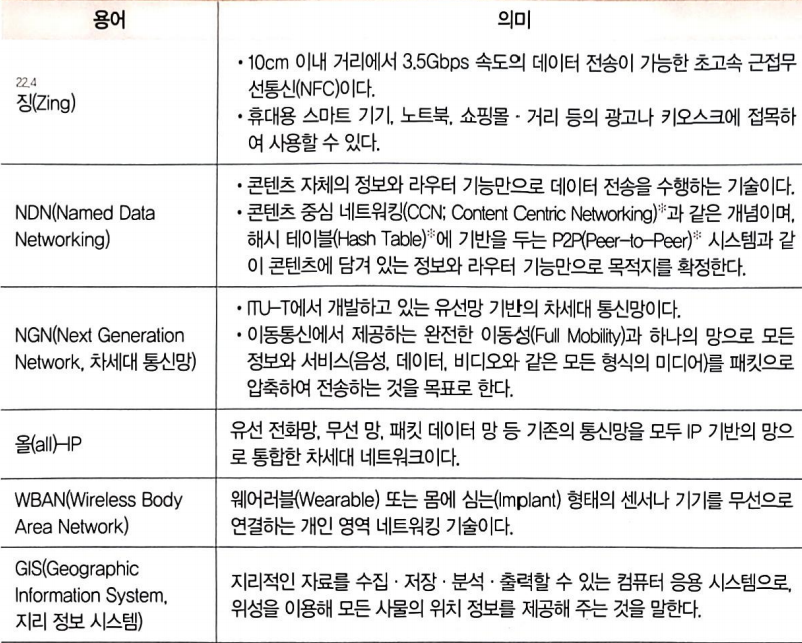 용어
의미
22.4
징(Zing)
• 10cm 이내 거리에서 3.5Gbps 속도의 데이터 전송이 가능한 초고속 근접무
선통신(NFC)이다.
• 휴대용 스마트 기기, 노트북, 쇼핑몰 · 거리 등의 광고나 키오스크에 접목하
여 사용할 수 있다.
NDN(Named Data
Networking)
• 콘텐츠 자체의 정보와 라우터 기능만으로 데이터 전송을 수행하는 기술이다.
• 콘텐츠 중심 네트워킹(CCN; Content Centric Networking)※과 같은 개념이며,
해시 테이블(Hash Table)※에 기반을 두는 P2P(Peer-to-Peer)※ 시스템과 같
이 콘텐츠에 담겨 있는 정보와 라우터 기능만으로 목적지를 확정한다.
NGN(Next Generation
Network, 차세대 통신망)
• ITU-T에서 개발하고 있는 유선망 기반의 차세대 통신망이다.
• 이동통신에서 제공하는 완전한 이동성(Full Mobility)과 하나의 망으로 모든
정보와 서비스(음성, 데이터, 비디오와 같은 모든 형식의 미디어)를 패킷으로
압축하여 전송하는 것을 목표로 한다.
올(all)-IP
유선 전화망, 무선 망, 패킷 데이터 망 등 기존의 통신망을 모두 IP 기반의 망으
로 통합한 차세대 네트워크이다.
WBAN(Wireless Body
Area Network)
웨어러블(Wearable) 또는 몸에 심는(Implant) 형태의 센서나 기기를 무선으로
연결하는 개인 영역 네트워킹 기술이다.
GIS(Geographic
Information System,
지리 정보 시스템)
지리적인 자료를 수집 · 저장 · 분석 · 출력할 수 있는 컴퓨터 응용 시스템으로,
위성을 이용해 모든 사물의 위치 정보를 제공해 주는 것을 말한다.